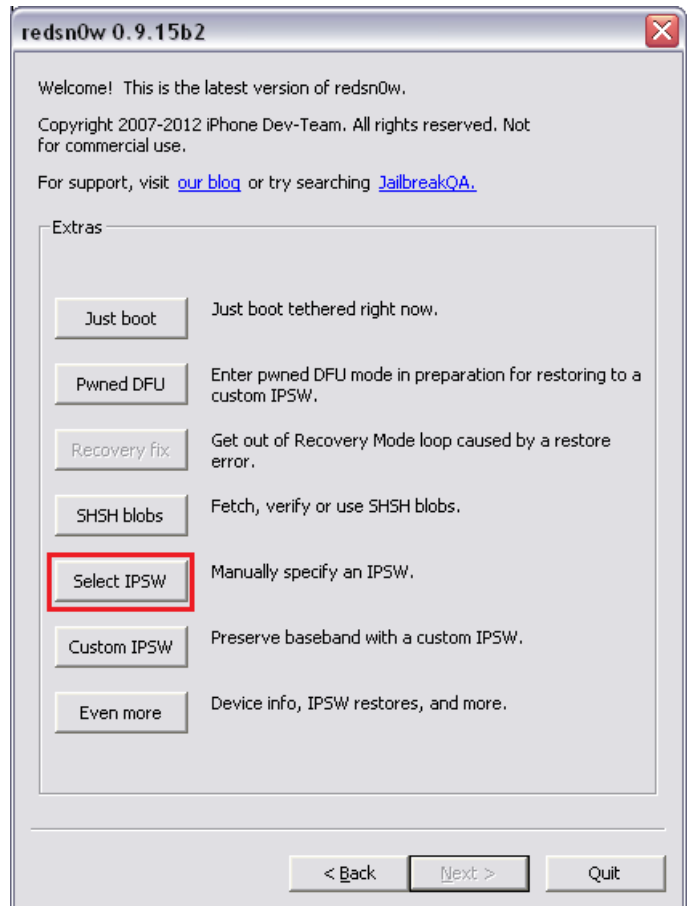 redsn0w 0.9.15b2
Welcome! This is the latest version of redsn0w.
Copyright 2007-2012 iPhone Dev-Team. All rights reserved. Not
for commercial use.
For support, visit our blog or try searching JailbreakQA.
Extras
Just boot
Just boot tethered right now.
Pwned DFU
Enter pwned DFU mode in preparation for restoring to a
custom IPSW.
Recovery fix
Get out of Recovery Mode loop caused by a restore
error.
SHSH blobs
Fetch, verify or use SHSH blobs.
Select IPSW
Manually specify an IPSW.
Custom IPSW
Preserve baseband with a custom IPSW.
Even more
Device info, IPSW restores, and more.
< Back
Next >
Quit